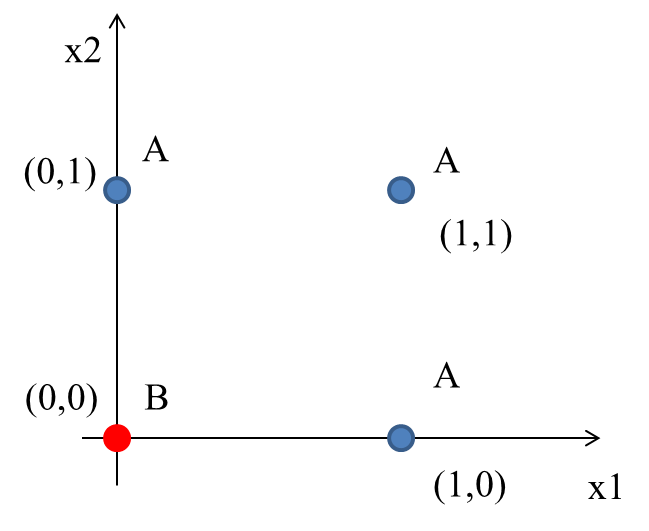 x2
A
(0,1)
A
(1,1)
A
(0,0)
B
(1,0)
x1